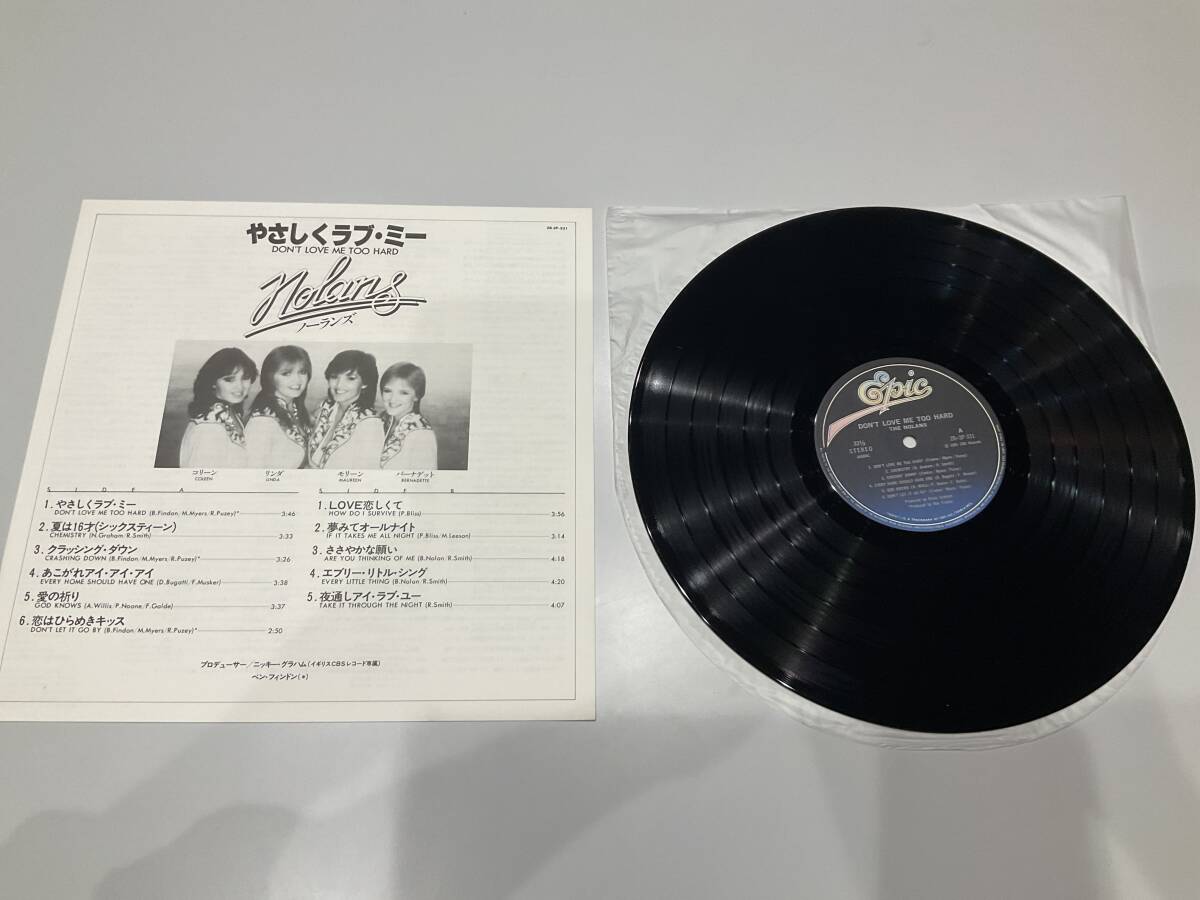 やさしくラブ・ミー
28·3P-331
DON'T LOVE ME TOO HARD
Nolans
ノーランズ
コリーン リンダ モリーン バーナデット
COLEEN LINDA MAUREEN BERNADETTE
SIDE A
1.やさしくラブ・ミー
DON'T LOVE ME TOO HARD (B.Findon/M.Myers/R.Puzey)* 3:46
2.夏は16才(シックスティーン)
CHEMISTRY (N.Graham/R.Smith) 3:33
3.クラッシング・ダウン
CRASHING DOWN (B.Findon/M.Myers/R.Puzey)* 3:26
4.あこがれアイ・アイ・アイ
EVERY HOME SHOULD HAVE ONE (D.Bugatti/F.Musker) 3:38
5.愛の祈り
GOD KNOWS (A.Willis/P.Noone/F.Galde) 3:37
6.恋はひらめきキッス
DON'T LET IT GO BY (B.Findon/M.Myers/R.Puzey)* 2:50
SIDE B
1.LOVE恋しくて
HOW DO I SURVIVE (P.Bliss) 3:56
2.夢みてオールナイト
IF IT TAKES ME ALL NIGHT (P.Bliss/M.Leeson) 3:14
3.ささやかな願い
ARE YOU THINKING OF ME (B.Nolan/R.Smith) 4:18
4.エブリー・リトル・シング
EVERY LITTLE THING (B.Nolan/R.Smith) 4:20
5.夜通しアイ・ラブ・ユー
TAKE IT THROUGH THE NIGHT (R.Smith) 4:07
プロデューサー/ニッキー・グラハム(イギリスCBSレコード専属)
ベン・フィンドン(*)
Epic
DON'T LOVE ME TOO HARD
THE NOLANS
33⅓
STEREO
A
28·3P-331